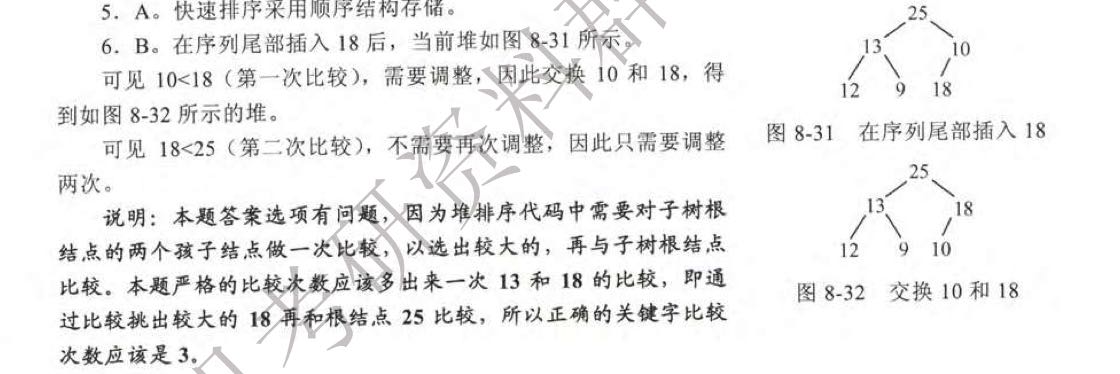 5．A。快速排序采用顺序结构存储。
6．B。在序列尾部插入 18 后，当前堆如图 8-31 所示。
可见 10<18（第一次比较），需要调整，因此交换 10 和 18，得
到如图 8-32 所示的堆。
可见 18<25（第二次比较），不需要再次调整，因此只需要调整
两次。
说明：本题答案选项有问题，因为堆排序代码中需要对子树根
结点的两个孩子结点做一次比较，以选出较大的，再与子树根结点
比较。本题严格的比较次数应该多出来一次 13 和 18 的比较，即通
过比较挑出较大的 18 再和根结点 25 比较，所以正确的关键字比较
次数应该是 3。
25
13 10
12 9 18
图 8-31 在序列尾部插入 18
25
13 18
12 9 10
图 8-32 交换 10 和 18
考研资料群